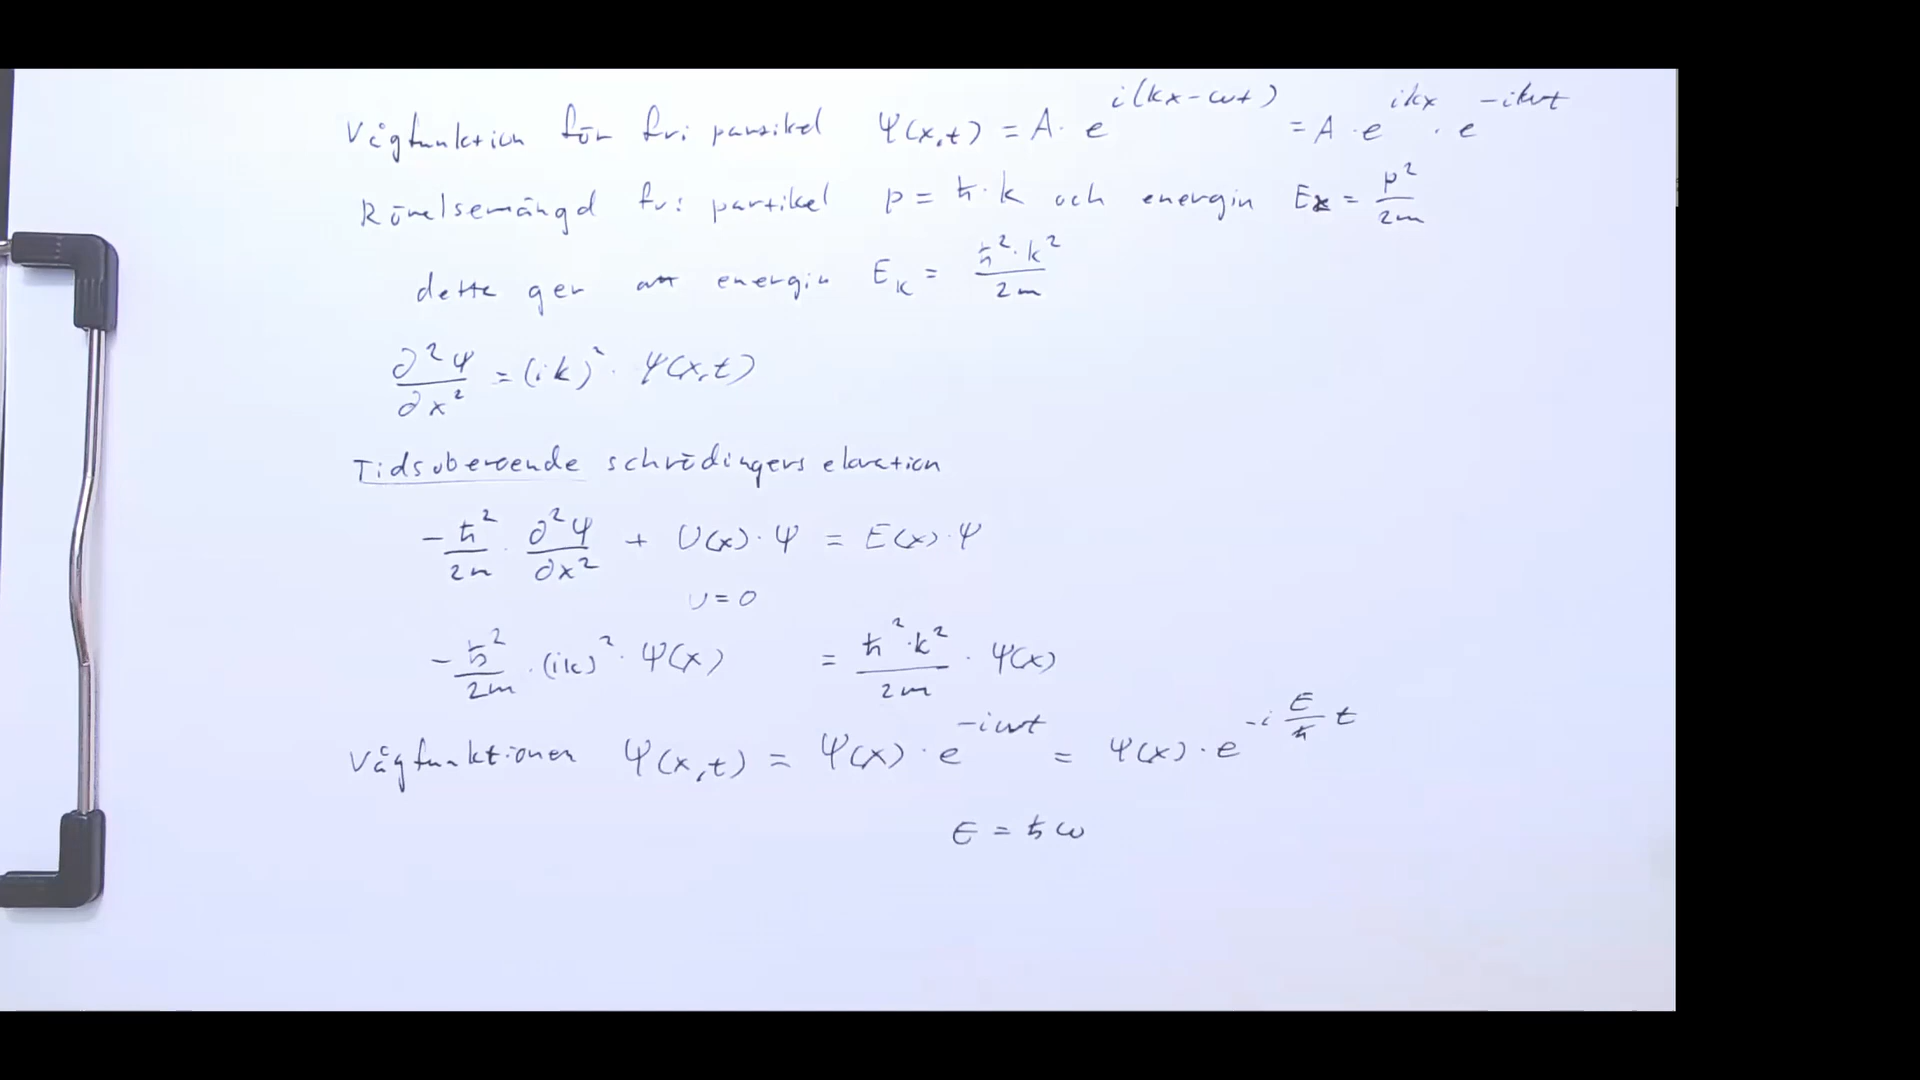 Vågfunktion för fri partikel Ψ(x,t) = A· e^{i(kx-ωt)} = A ·e^{ikx} · e^{-iωt}
Rörelsemängd fri partikel p = ħ·k och energin E_k = p²/2m
dette ger att energin E_K = ħ²·k²/2m
∂²Ψ/∂x² = (ik)² · Ψ(x,t)
Tidsoberoende schrödingers ekvation
-ħ²/2m · ∂²Ψ/∂x² + U(x)·Ψ = E(x)·Ψ
U=0
-ħ²/2m ·(ik)² · Ψ(x) = ħ²·k²/2m · Ψ(x)
Vågfunktionen Ψ(x,t) = Ψ(x) · e^{-iωt} = Ψ(x) · e^{-i E/ħ t}
E = ħω